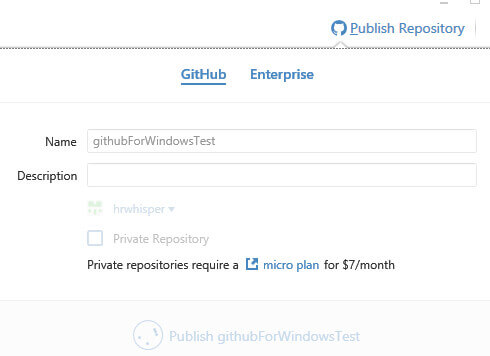 Publish Repository
GitHub Enterprise
Name githubForWindowsTest
Description
hrwhisper
Private Repository
Private repositories require a micro plan for $7/month
Publish githubForWindowsTest